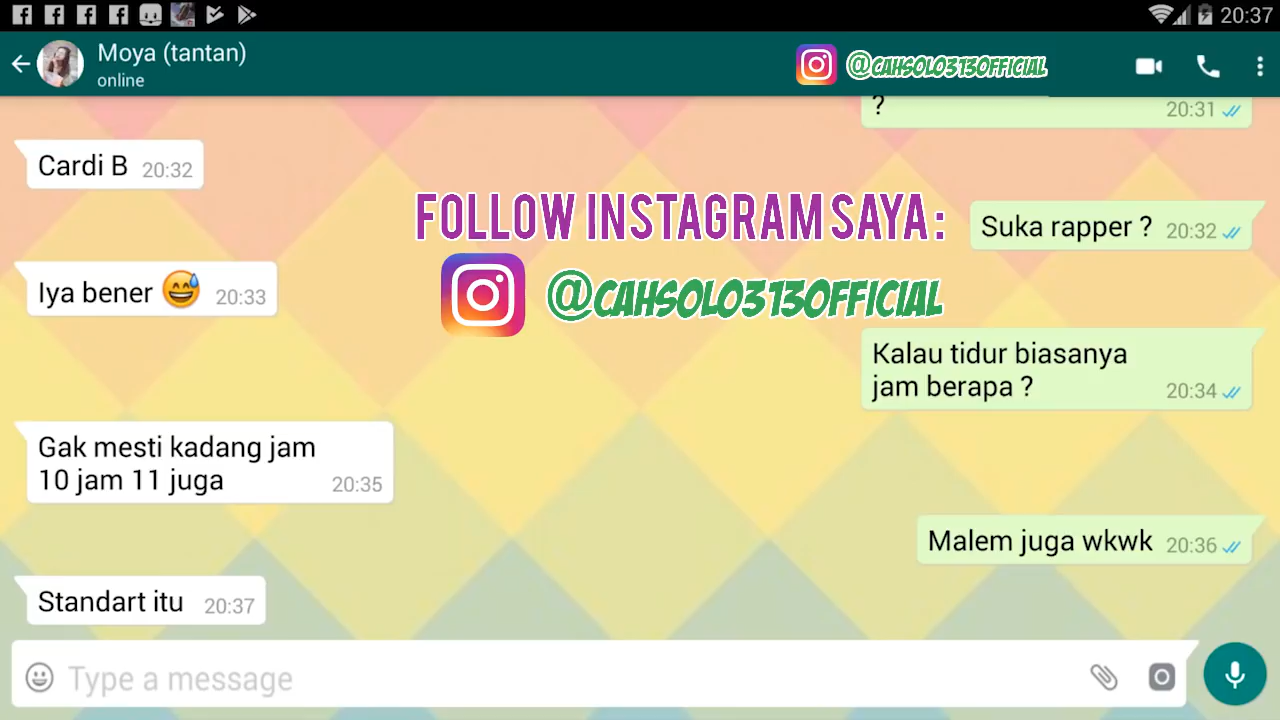 20:37
Moya (tantan)
online
@CAHSOLO313OFFICIAL
?
20:31
Cardi B 20:32
FOLLOW INSTAGRAM SAYA :
Suka rapper ? 20:32
Iya bener 😅 20:33
@CAHSOLO313OFFICIAL
Kalau tidur biasanya
jam berapa ? 20:34
Gak mesti kadang jam
10 jam 11 juga 20:35
Malem juga wkwk 20:36
Standart itu 20:37
Type a message